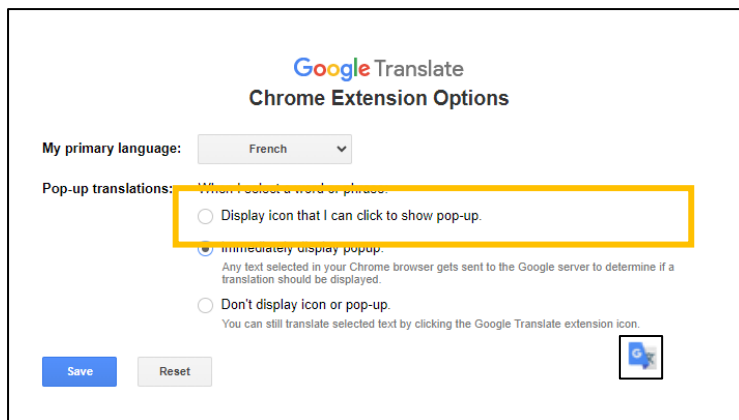 Google Translate
Chrome Extension Options
My primary language: French
Pop-up translations: When I select a word or phrase:
Display icon that I can click to show pop-up.
Immediately display popup.
Any text selected in your Chrome browser gets sent to the Google server to determine if a
translation should be displayed.
Don't display icon or pop-up.
You can still translate selected text by clicking the Google Translate extension icon.
G
Save Reset